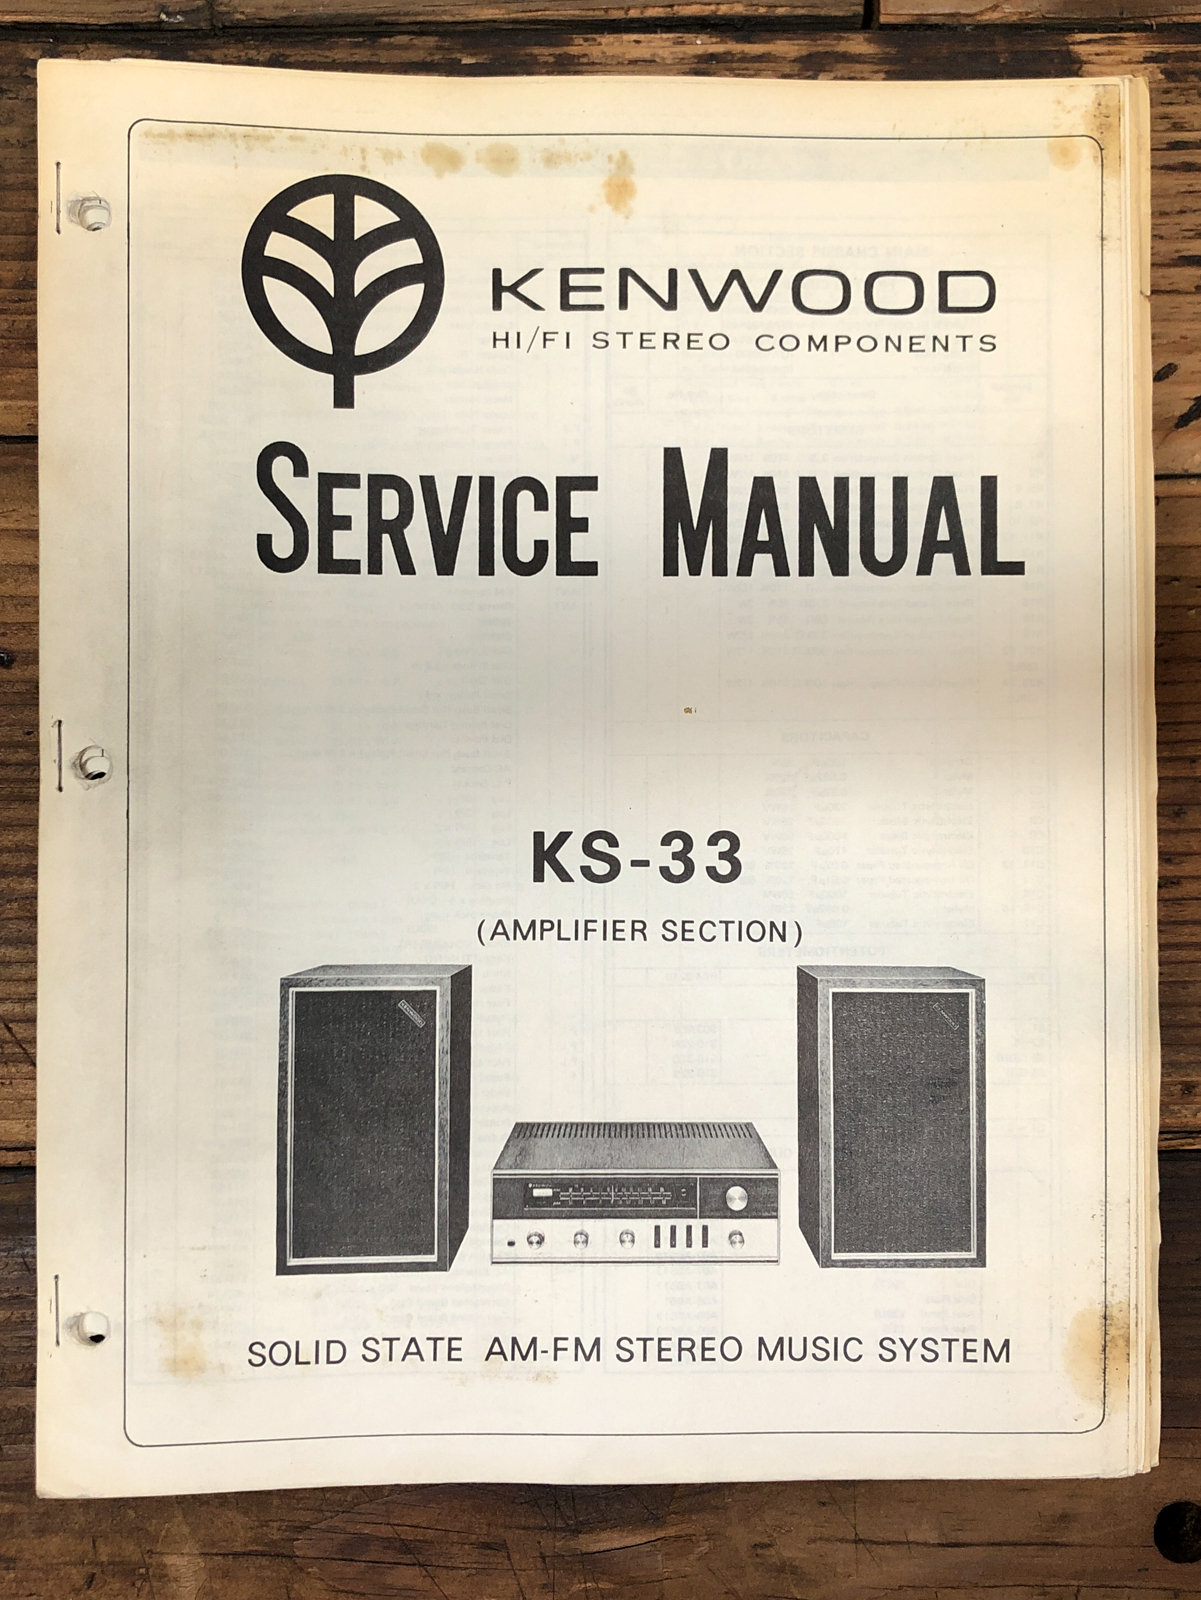 KENWOOD
HI/FI STEREO COMPONENTS
SERVICE MANUAL
KS-33
(AMPLIFIER SECTION)
SOLID STATE AM-FM STEREO MUSIC SYSTEM